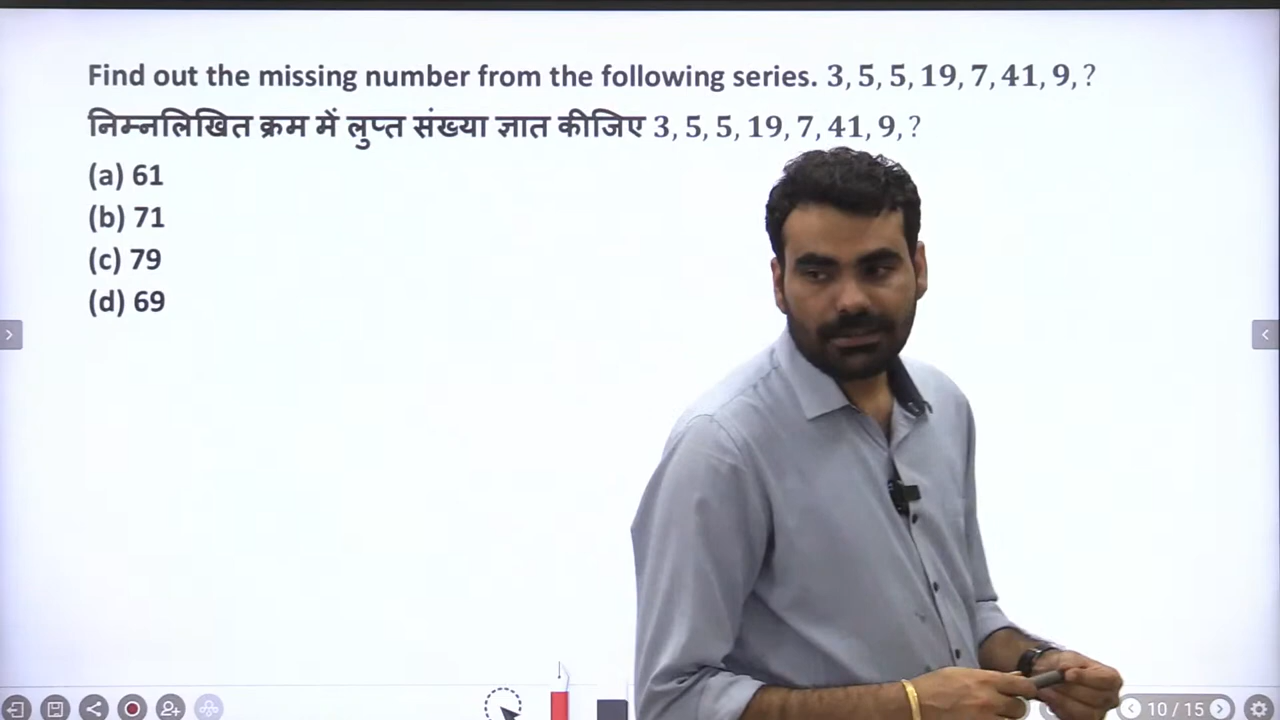 Find out the missing number from the following series. 3, 5, 5, 19, 7, 41, 9, ?
निम्नलिखित क्रम में लुप्त संख्या ज्ञात कीजिए 3, 5, 5, 19, 7, 41, 9, ?
(a) 61
(b) 71
(c) 79
(d) 69
10 / 15